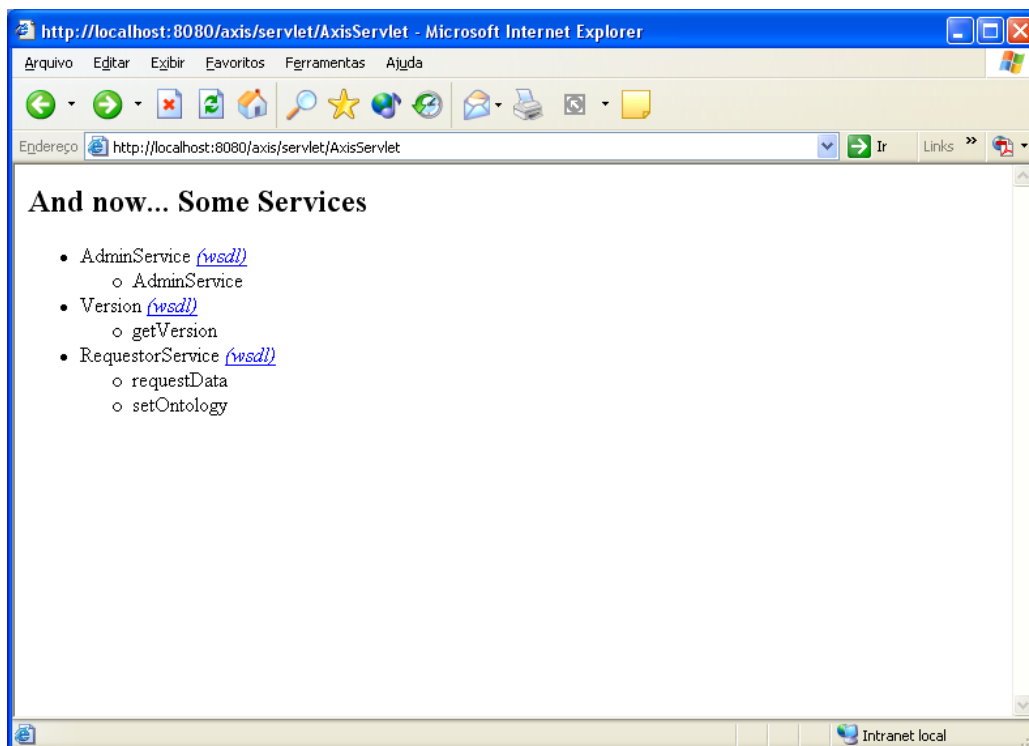 http://localhost:8080/axis/servlet/AxisServlet - Microsoft Internet Explorer
Arquivo Editar Exibir Favoritos Ferramentas Ajuda
Endereço http://localhost:8080/axis/servlet/AxisServlet Ir Links »
And now... Some Services
• AdminService (wsdl)
○ AdminService
• Version (wsdl)
○ getVersion
• RequestorService (wsdl)
○ requestData
○ setOntology
Intranet local